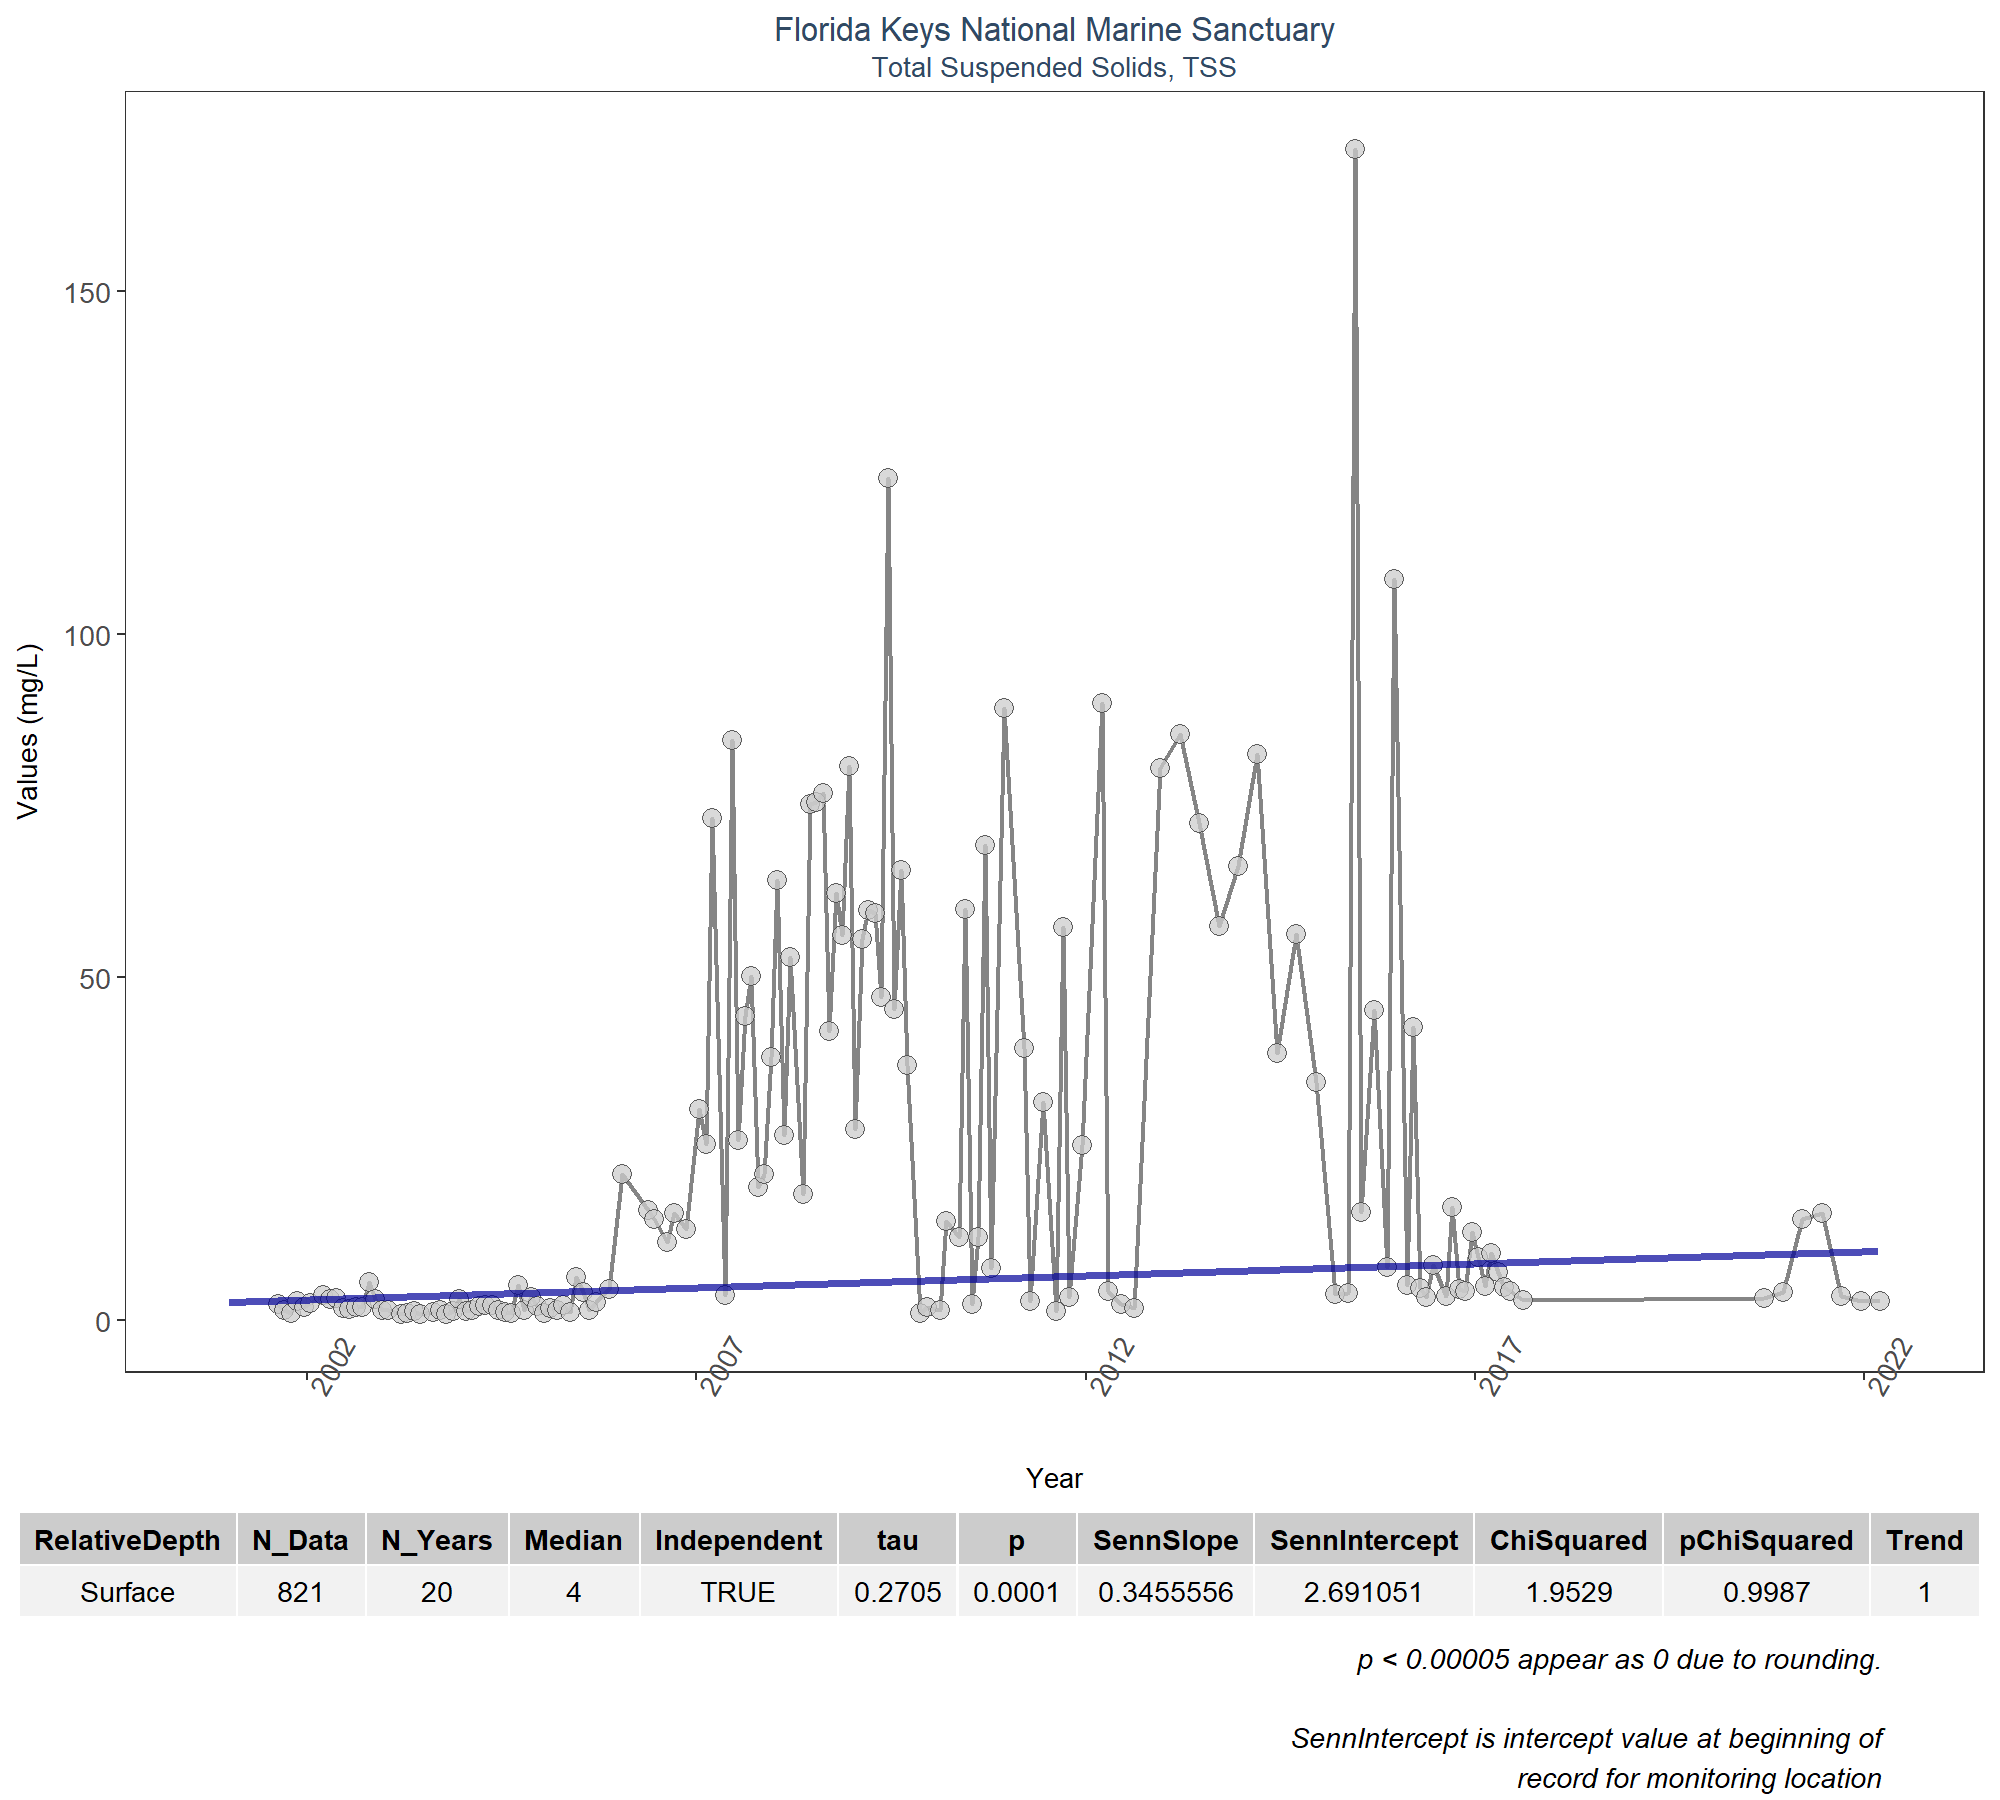 Florida Keys National Marine Sanctuary
Total Suspended Solids, TSS
150
100
50
0
Values (mg/L)
2002
2007
2012
2017
2022
Year
RelativeDepth N_Data N_Years Median Independent tau p SennSlope SennIntercept ChiSquared pChiSquared Trend
Surface 821 20 4 TRUE 0.2705 0.0001 0.3455556 2.691051 1.9529 0.9987 1
p < 0.00005 appear as 0 due to rounding.
SennIntercept is intercept value at beginning of
record for monitoring location